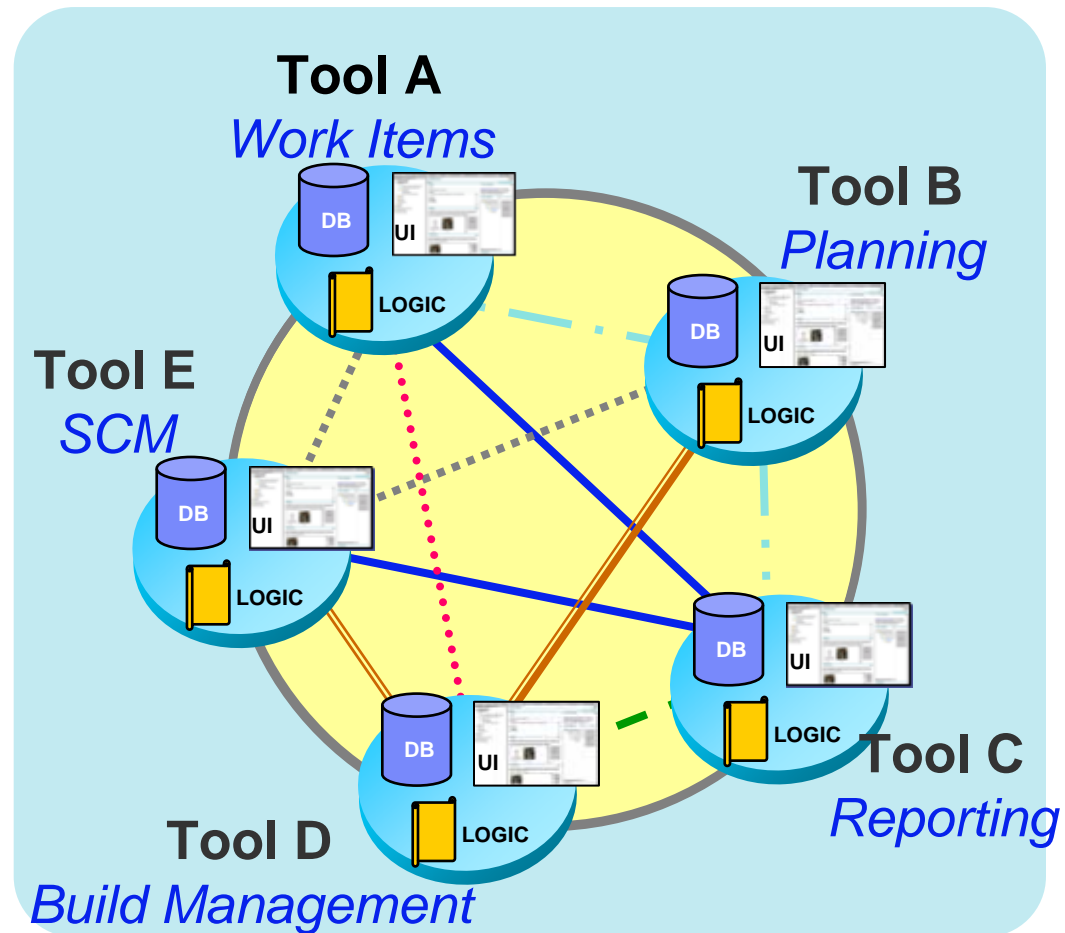 Tool A
Work Items
DB
UI
LOGIC
Tool B
Planning
DB
UI
LOGIC
Tool E
SCM
DB
UI
LOGIC
DB
UI
LOGIC
Tool C
Reporting
DB
UI
LOGIC
Tool D
Build Management